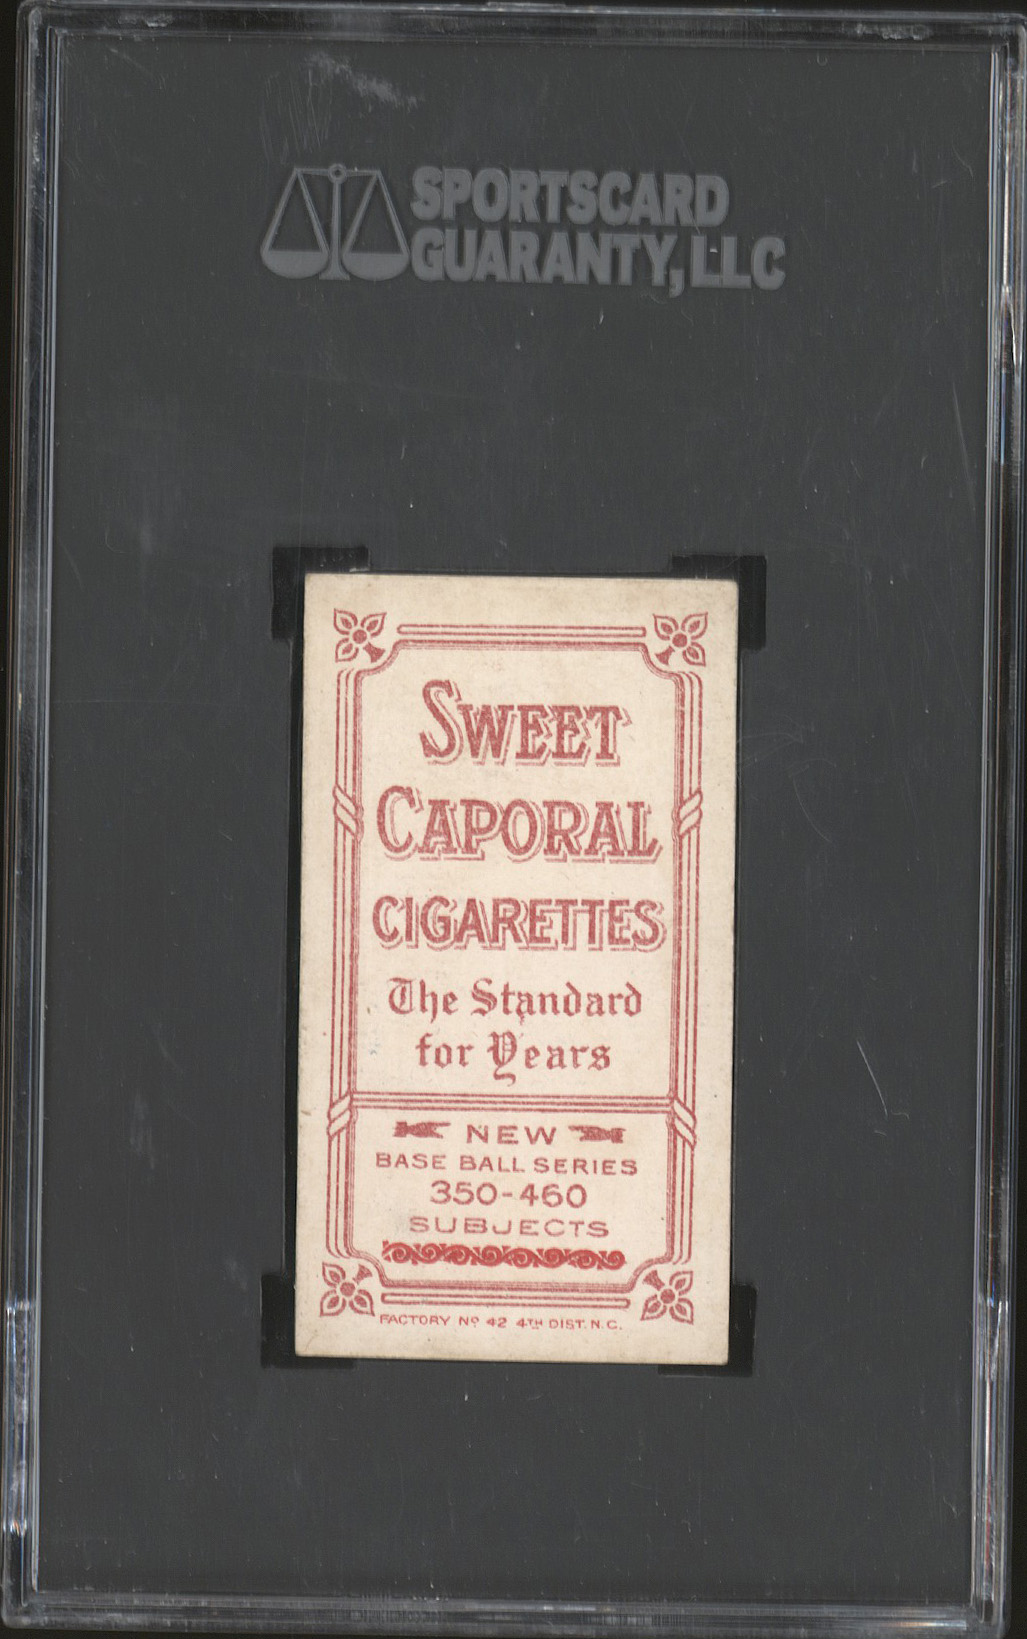 SPORTSCARD
GUARANTY, LLC
SWEET
CAPORAL
CIGARETTES
The Standard
for Years
NEW
BASE BALL SERIES
350-460
SUBJECTS
FACTORY Nº 42 4TH DIST. N.C.